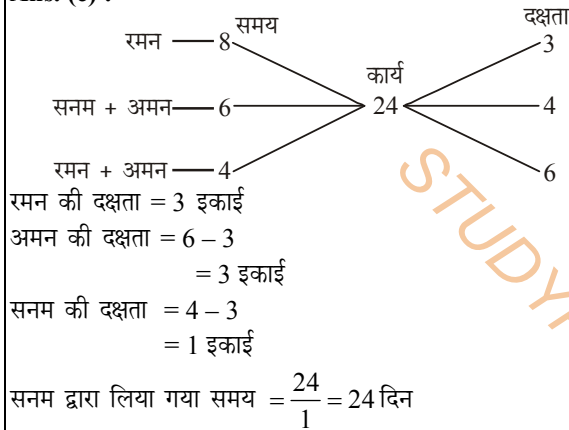 समय दक्षता
रमन — 8 3
कार्य
सनम + अमन — 6 24 4
रमन + अमन — 4 6
रमन की दक्षता = 3 इकाई
अमन की दक्षता = 6 – 3
= 3 इकाई
सनम की दक्षता = 4 – 3
= 1 इकाई
सनम द्वारा लिया गया समय = 24/1 = 24 दिन